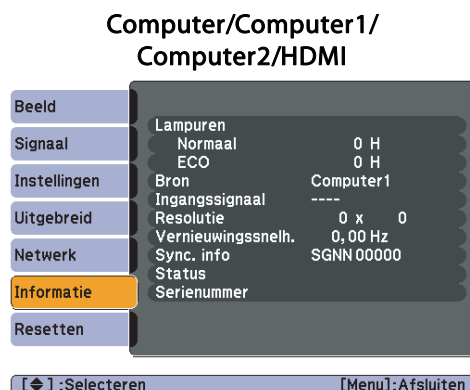 Computer/Computer1/
Computer2/HDMI
Beeld
Signaal
Instellingen
Uitgebreid
Netwerk
Informatie
Resetten
Lampuren
Normaal 0 H
ECO 0 H
Bron Computer1
Ingangssignaal ----
Resolutie 0 x 0
Vernieuwingssnelh. 0,00 Hz
Sync. info SGNN 00000
Status
Serienummer
[◆] :Selecteren [Menu]:Afsluiten